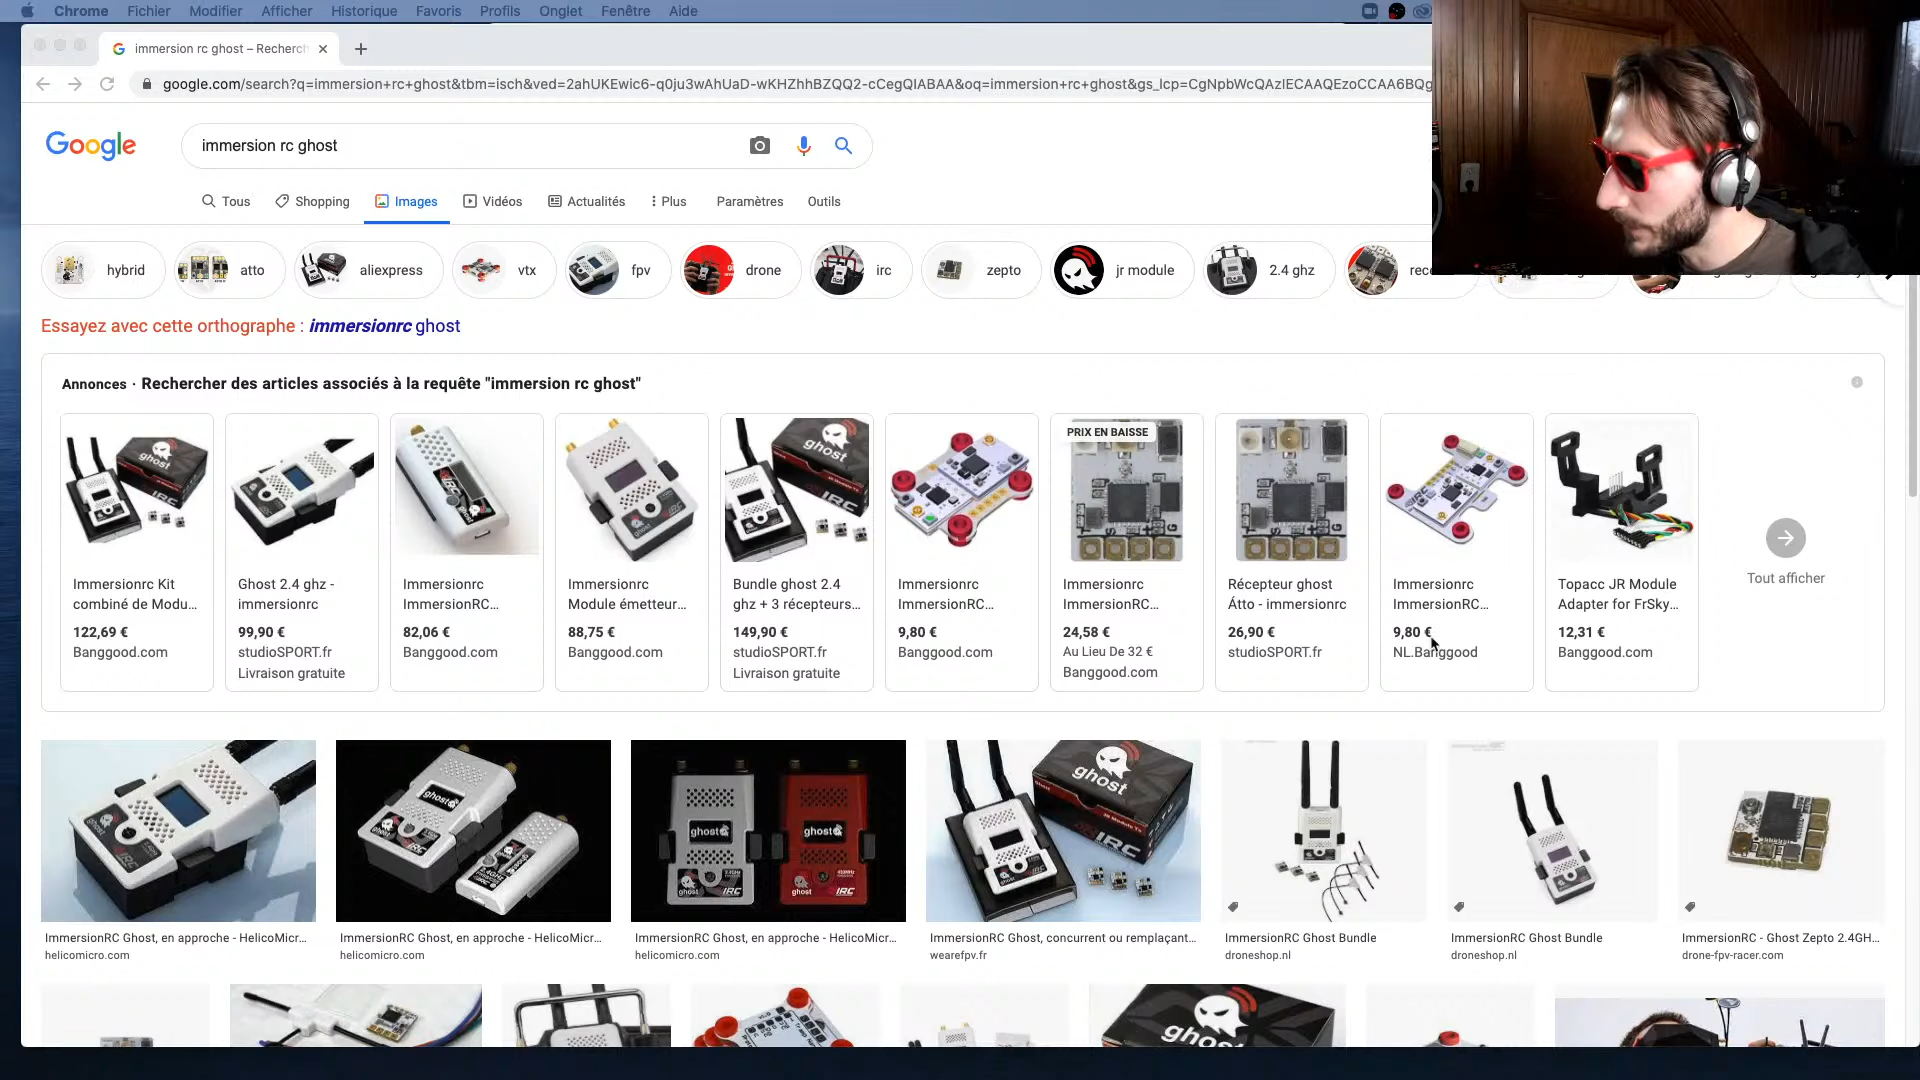 Chrome Fichier Modifier Afficher Historique Favoris Profils Onglet Fenêtre Aide
immersion rc ghost – Recherch
google.com/search?q=immersion+rc+ghost&tbm=isch&ved=2ahUKEwic6-q0ju3wAhUaD-wKHZhhBZQQ2-cCegQIABAA&oq=immersion+rc+ghost&gs_lcp=CgNpbWcQAzIECAAQEzoCCAA6BQg
Google
immersion rc ghost
Tous Shopping Images Vidéos Actualités Plus Paramètres Outils
hybrid atto aliexpress vtx fpv drone irc zepto jr module 2.4 ghz
Essayez avec cette orthographe : immersionrc ghost
Annonces · Rechercher des articles associés à la requête "immersion rc ghost"
PRIX EN BAISSE
Immersionrc Kit combiné de Modu...
122,69 €
Banggood.com
Ghost 2.4 ghz - immersionrc
99,90 €
studioSPORT.fr
Livraison gratuite
Immersionrc ImmersionRC...
82,06 €
Banggood.com
Immersionrc Module émetteur...
88,75 €
Banggood.com
Bundle ghost 2.4 ghz + 3 récepteurs...
149,90 €
studioSPORT.fr
Livraison gratuite
Immersionrc ImmersionRC...
9,80 €
Banggood.com
Immersionrc ImmersionRC...
24,58 €
Au Lieu De 32 €
Banggood.com
Récepteur ghost Átto - immersionrc
26,90 €
studioSPORT.fr
Immersionrc ImmersionRC...
9,80 €
NL.Banggood
Topacc JR Module Adapter for FrSky...
12,31 €
Banggood.com
Tout afficher
ghost
ghost
ghost
ghost
IRC
ImmersionRC Ghost, en approche - HelicoMicr...
helicomicro.com
ImmersionRC Ghost, en approche - HelicoMicr...
helicomicro.com
ImmersionRC Ghost, en approche - HelicoMicr...
helicomicro.com
ImmersionRC Ghost, concurrent ou remplaçant...
wearefpv.fr
ImmersionRC Ghost Bundle
droneshop.nl
ImmersionRC Ghost Bundle
droneshop.nl
ImmersionRC - Ghost Zepto 2.4GH...
drone-fpv-racer.com
ghost